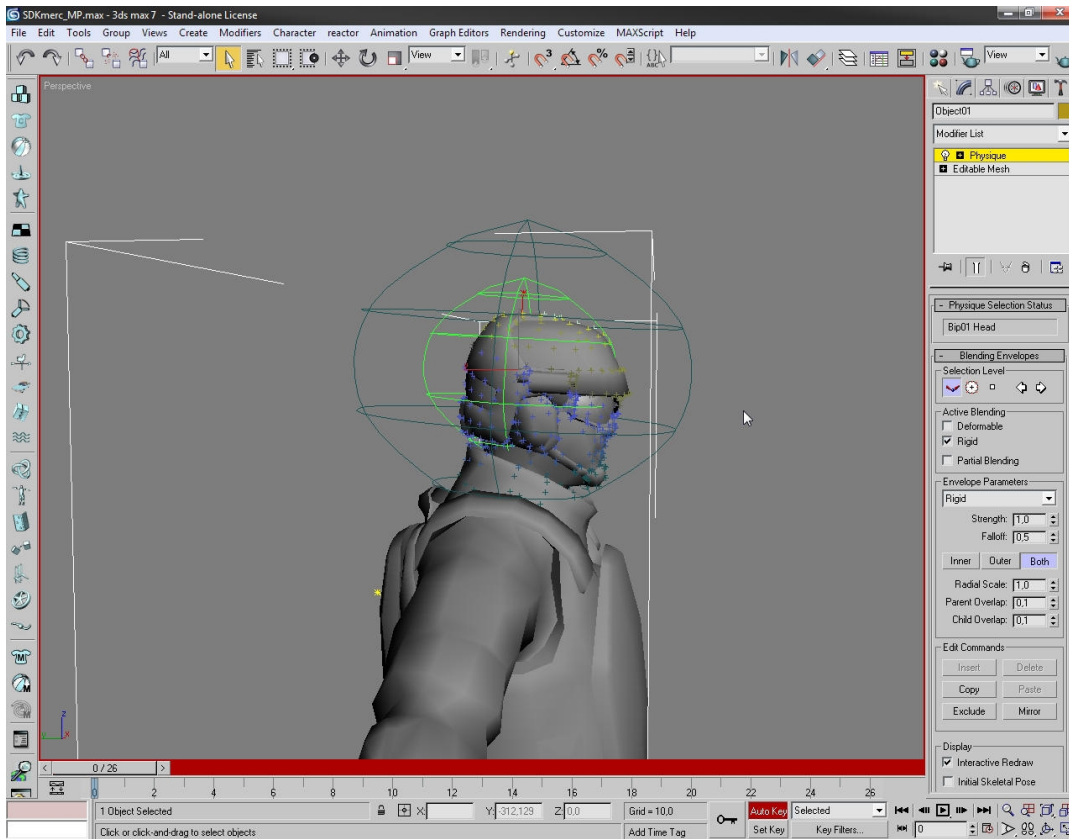 SDKmerc_MP.max - 3ds max 7 - Stand-alone License
File Edit Tools Group Views Create Modifiers Character reactor Animation Graph Editors Rendering Customize MAXScript Help
All View View
Perspective
Object01
Modifier List
Physique
Editable Mesh
- Physique Selection Status
Bip01 Head
- Blending Envelopes
Selection Level
Active Blending
Deformable
Rigid
Partial Blending
Envelope Parameters
Rigid
Strength: 1,0
Falloff: 0,5
Inner Outer Both
Radial Scale: 1,0
Parent Overlap: 0,1
Child Overlap: 0,1
Edit Commands
Insert Delete
Copy Paste
Exclude Mirror
Display
Interactive Redraw
Initial Skeletal Pose
z
y x
< 0 / 26 >
0 2 4 6 8 10 12 14 16 18 20 22 24 26
1 Object Selected X: Y: -312,129 Z: 0,0 Grid = 10,0 Auto Key Selected
Click or click-and-drag to select objects Add Time Tag Set Key Key Filters... 0